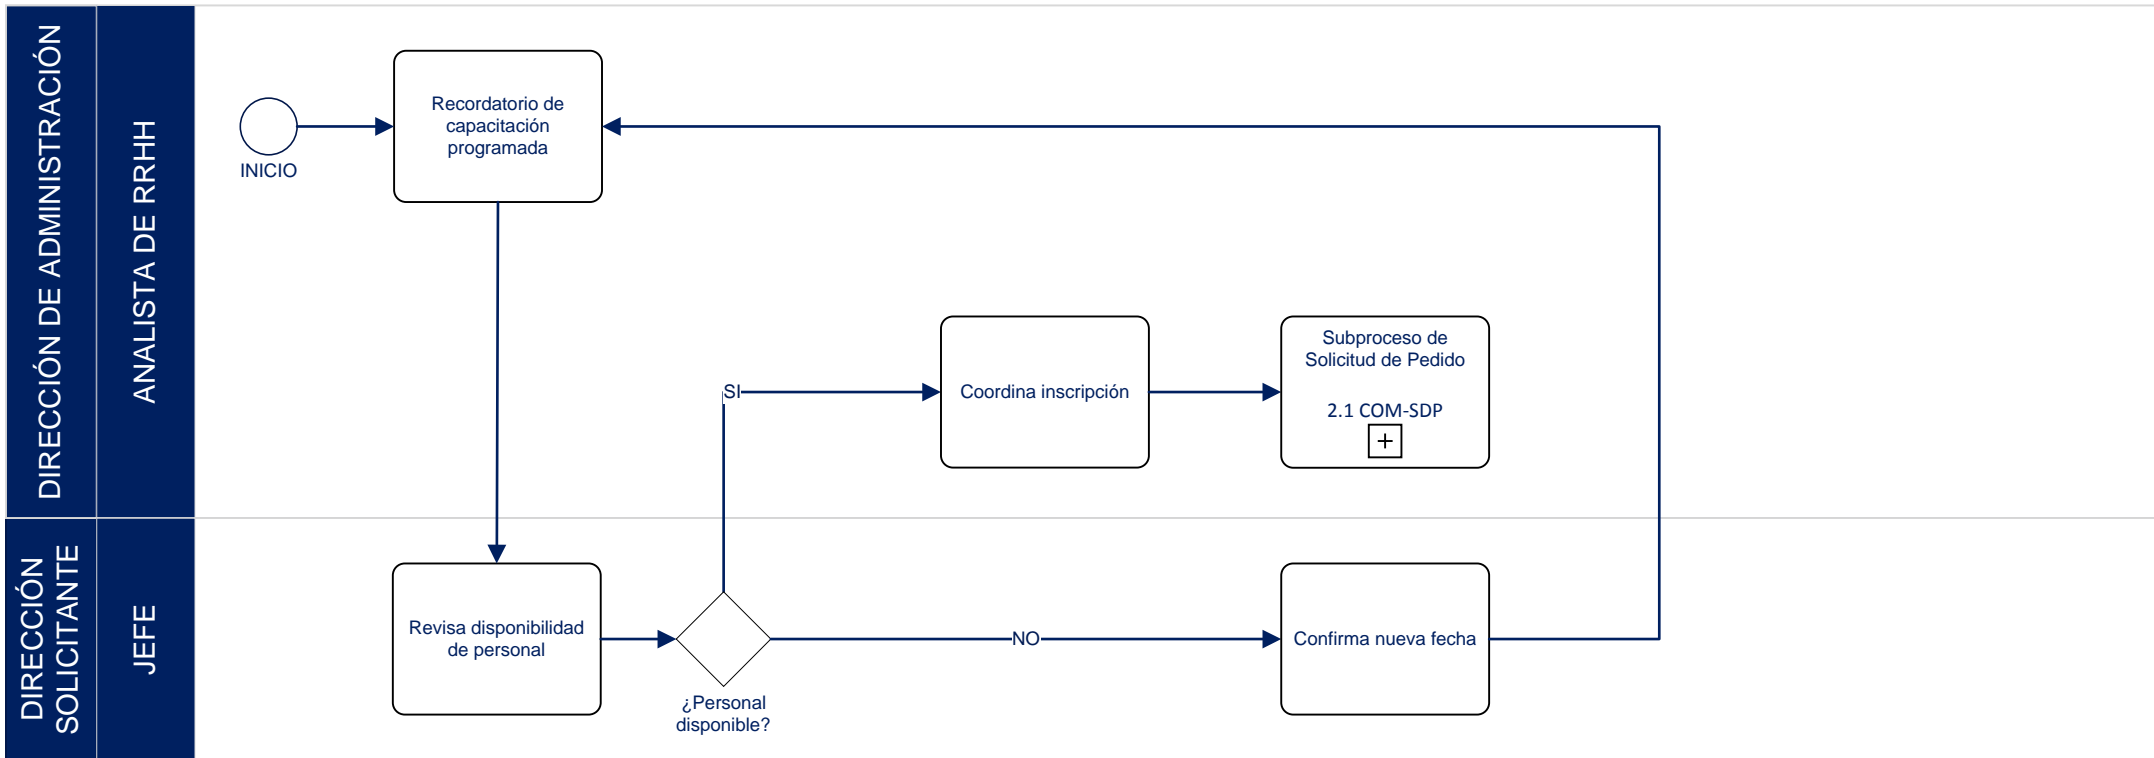 DIRECCIÓN DE ADMINISTRACIÓN
ANALISTA DE RRHH
INICIO
Recordatorio de
capacitación
programada
SI
Coordina inscripción
Subproceso de
Solicitud de Pedido
2.1 COM-SDP
DIRECCIÓN
SOLICITANTE
JEFE
Revisa disponibilidad
de personal
¿Personal
disponible?
NO
Confirma nueva fecha